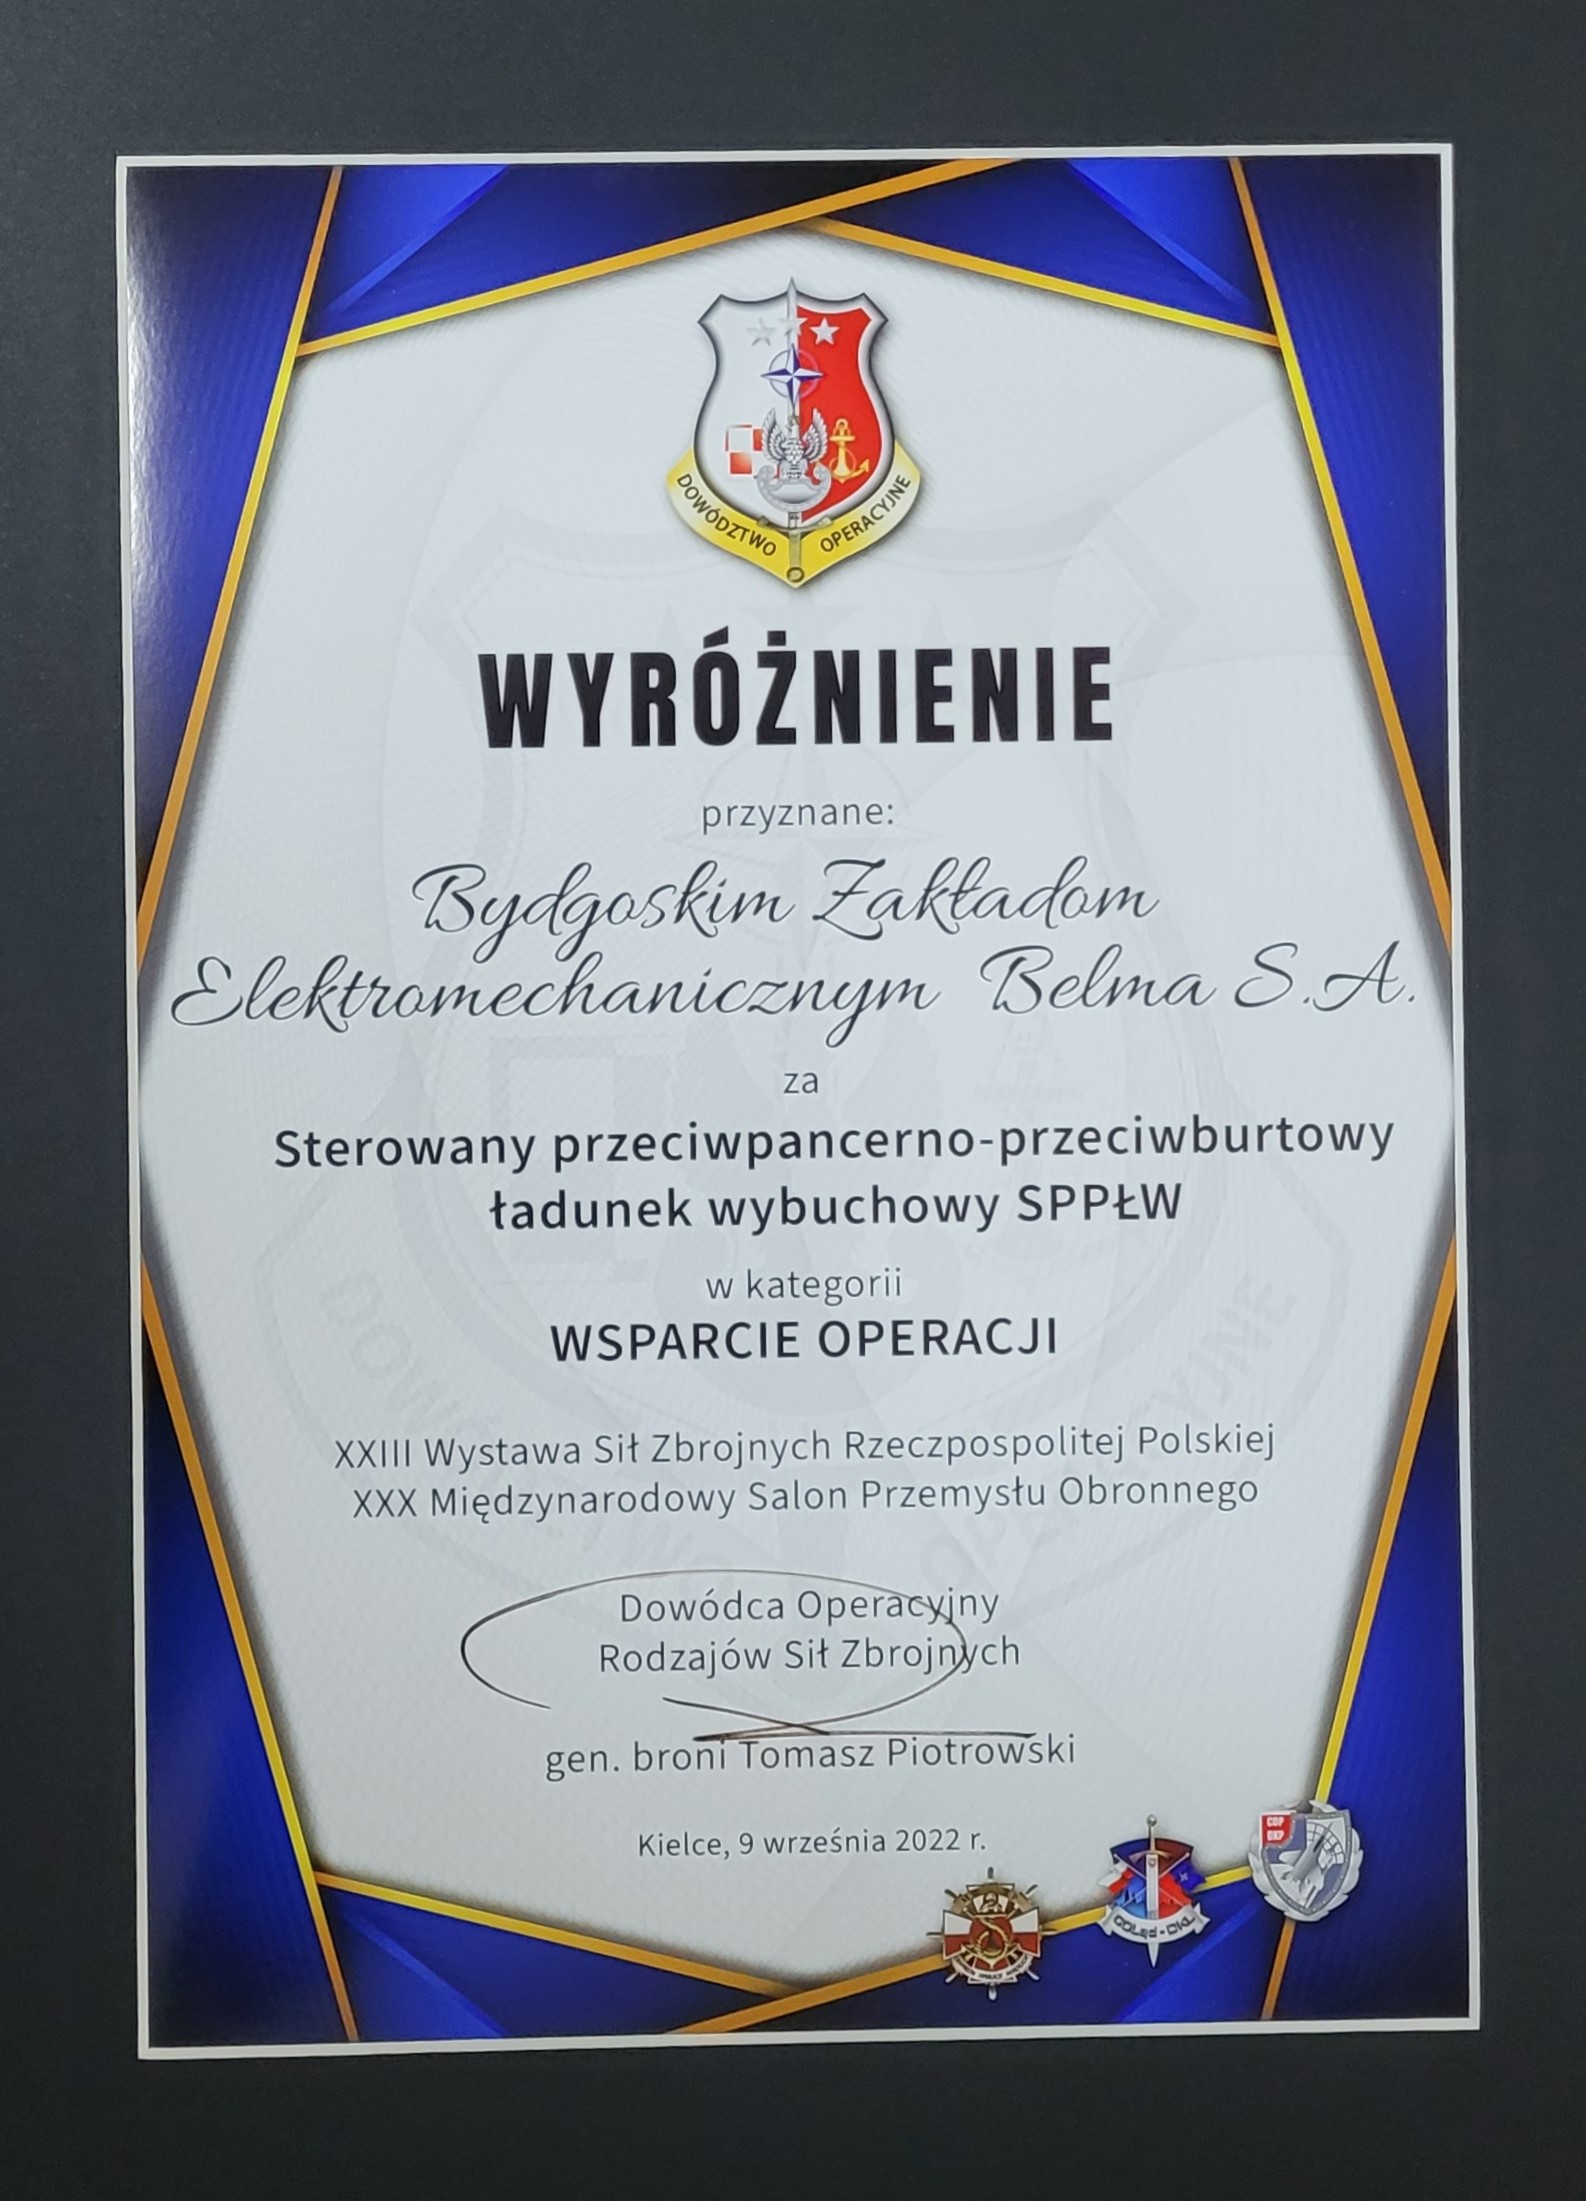 DOWÓDZTWO OPERACYJNE
WYRÓŻNIENIE
przyznane:
Bydgoskim Zakładom
Elektromechanicznym Belma S.A.
za
Sterowany przeciwpancerno-przeciwburtowy
ładunek wybuchowy SPPŁW
w kategorii
WSPARCIE OPERACJI
XXIII Wystawa Sił Zbrojnych Rzeczpospolitej Polskiej
XXX Międzynarodowy Salon Przemysłu Obronnego
Dowódca Operacyjny
Rodzajów Sił Zbrojnych
gen. broni Tomasz Piotrowski
Kielce, 9 września 2022 r.
COP
DKP